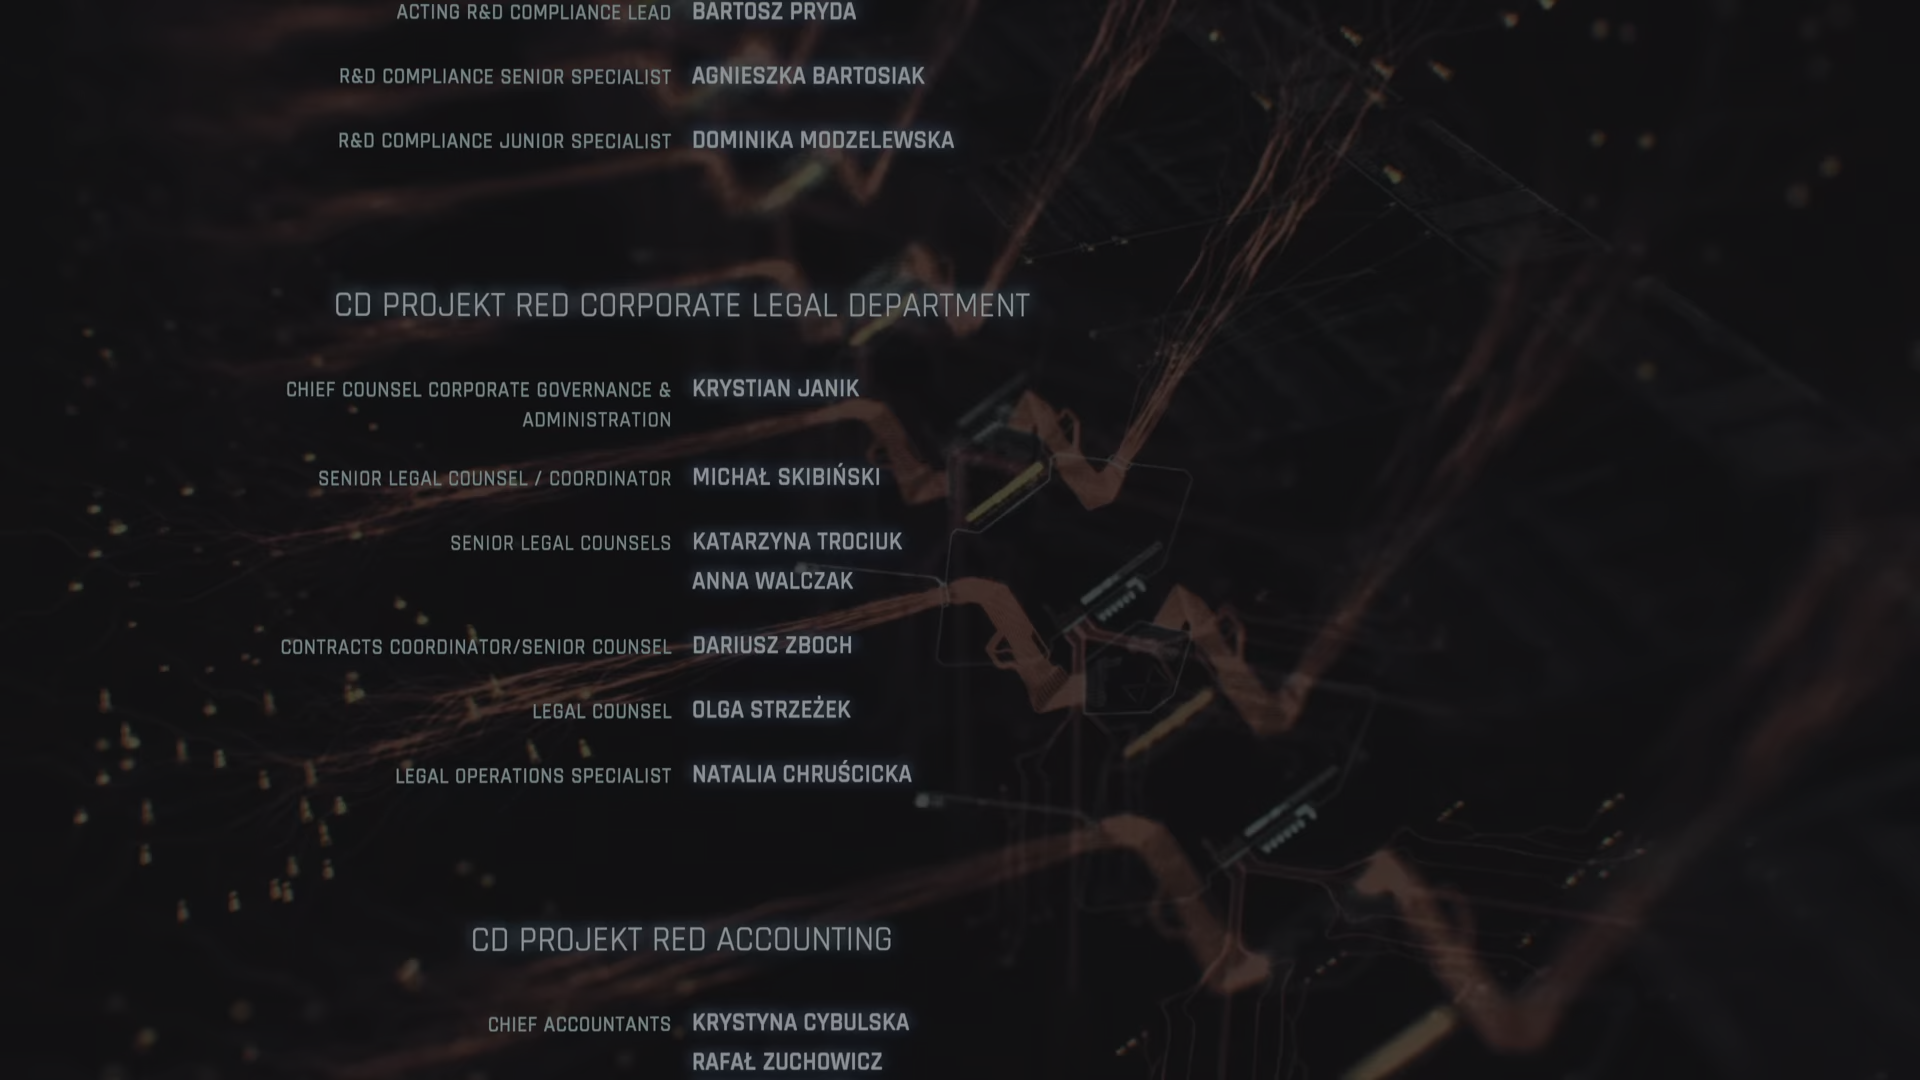 ACTING R&D COMPLIANCE LEAD BARTOSZ PRYDA
R&D COMPLIANCE SENIOR SPECIALIST AGNIESZKA BARTOSIAK
R&D COMPLIANCE JUNIOR SPECIALIST DOMINIKA MODZELEWSKA
CD PROJEKT RED CORPORATE LEGAL DEPARTMENT
CHIEF COUNSEL CORPORATE GOVERNANCE & KRYSTIAN JANIK
ADMINISTRATION
SENIOR LEGAL COUNSEL / COORDINATOR MICHAŁ SKIBIŃSKI
SENIOR LEGAL COUNSELS KATARZYNA TROCIUK
ANNA WALCZAK
CONTRACTS COORDINATOR/SENIOR COUNSEL DARIUSZ ZBOCH
LEGAL COUNSEL OLGA STRZEŻEK
LEGAL OPERATIONS SPECIALIST NATALIA CHRUŚCICKA
CD PROJEKT RED ACCOUNTING
CHIEF ACCOUNTANTS KRYSTYNA CYBULSKA
RAFAŁ ZUCHOWICZ